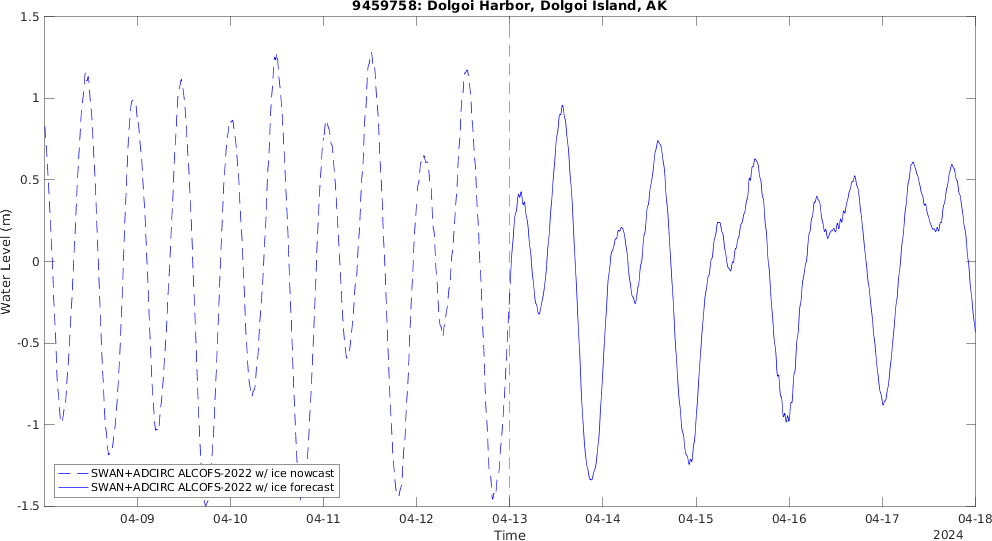 9459758: Dolgoi Harbor, Dolgoi Island, AK
1.5
1
0.5
0
-0.5
-1
-1.5
Water Level (m)
SWAN+ADCIRC ALCOFS-2022 w/ ice nowcast
SWAN+ADCIRC ALCOFS-2022 w/ ice forecast
04-09 04-10 04-11 04-12 04-13 04-14 04-15 04-16 04-17 04-18
Time
2024